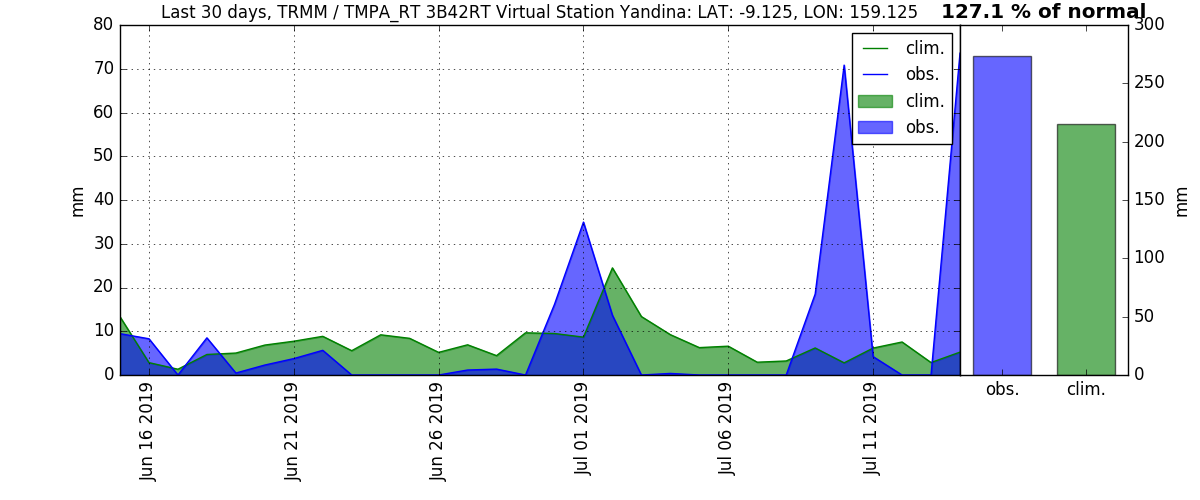 Last 30 days, TRMM / TMPA_RT 3B42RT Virtual Station Yandina: LAT: -9.125, LON: 159.125
127.1 % of normal
80
70
60
50
40
30
20
10
0
mm
clim.
obs.
clim.
obs.
300
250
200
150
100
50
0
mm
Jun 16 2019
Jun 21 2019
Jun 26 2019
Jul 01 2019
Jul 06 2019
Jul 11 2019
obs.
clim.